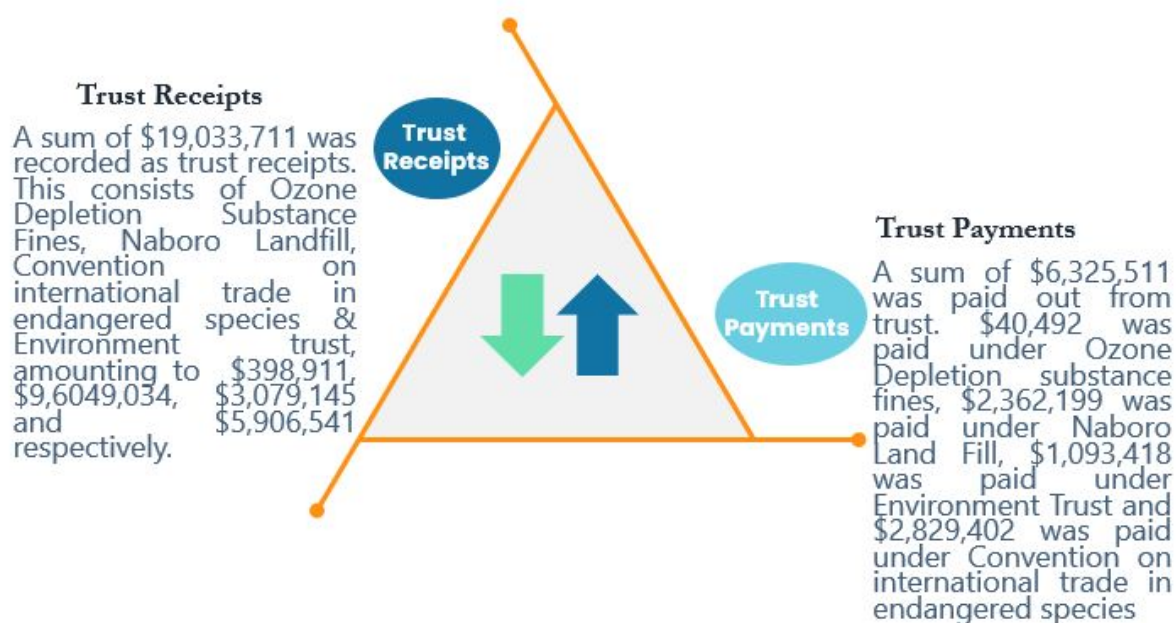 Trust Receipts
A sum of $19,033,711 was
recorded as trust receipts.
This consists of Ozone
Depletion Substance
Fines, Naboro Landfill,
Convention on
international trade in
endangered species &
Environment trust,
amounting to $398,911,
$9,6049,034, $3,079,145
and $5,906,541
respectively.
Trust
Receipts
Trust
Payments
Trust Payments
A sum of $6,325,511
was paid out from
trust. $40,492 was
paid under Ozone
Depletion substance
fines, $2,362,199 was
paid under Naboro
Land Fill, $1,093,418
was paid under
Environment Trust and
$2,829,402 was paid
under Convention on
international trade in
endangered species